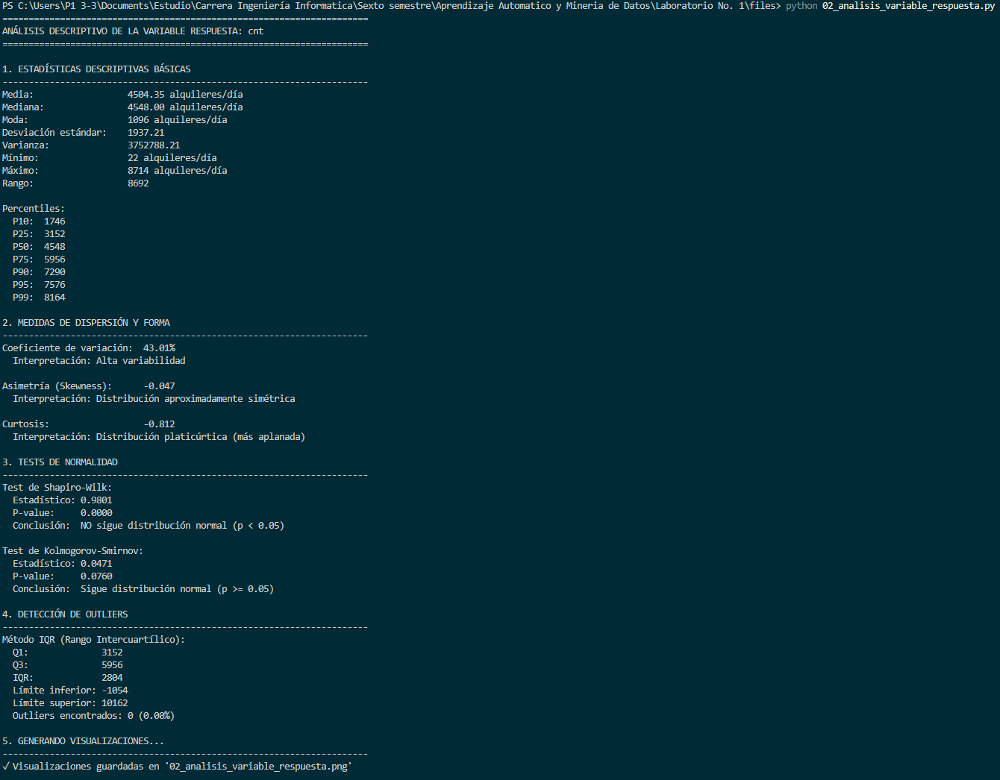 PS C:\Users\P1 3-3\Documents\Estudio\Carrera Ingeniería Informatica\Sexto semestre\Aprendizaje Automatico y Mineria de Datos\Laboratorio No. 1\files> python 02_analisis_variable_respuesta.py
======================================================================
ANÁLISIS DESCRIPTIVO DE LA VARIABLE RESPUESTA: cnt
======================================================================
1. ESTADÍSTICAS DESCRIPTIVAS BÁSICAS
----------------------------------------------------------------------
Media:                  4504.35 alquileres/día
Mediana:                4548.00 alquileres/día
Moda:                   1096 alquileres/día
Desviación estándar:    1937.21
Varianza:               3752788.21
Mínimo:                 22 alquileres/día
Máximo:                 8714 alquileres/día
Rango:                  8692
Percentiles:
  P10:  1746
  P25:  3152
  P50:  4548
  P75:  5956
  P90:  7290
  P95:  7576
  P99:  8164
2. MEDIDAS DE DISPERSIÓN Y FORMA
----------------------------------------------------------------------
Coeficiente de variación:  43.01%
  Interpretación: Alta variabilidad
Asimetría (Skewness):      -0.047
  Interpretación: Distribución aproximadamente simétrica
Curtosis:                  -0.812
  Interpretación: Distribución platicúrtica (más aplanada)
3. TESTS DE NORMALIDAD
----------------------------------------------------------------------
Test de Shapiro-Wilk:
  Estadístico: 0.9801
  P-value:     0.0000
  Conclusión:  NO sigue distribución normal (p < 0.05)
Test de Kolmogorov-Smirnov:
  Estadístico: 0.0471
  P-value:     0.0760
  Conclusión:  Sigue distribución normal (p >= 0.05)
4. DETECCIÓN DE OUTLIERS
----------------------------------------------------------------------
Método IQR (Rango Intercuartílico):
  Q1:              3152
  Q3:              5956
  IQR:             2804
  Límite inferior: -1054
  Límite superior: 10162
  Outliers encontrados: 0 (0.00%)
5. GENERANDO VISUALIZACIONES...
----------------------------------------------------------------------
✓ Visualizaciones guardadas en '02_analisis_variable_respuesta.png'